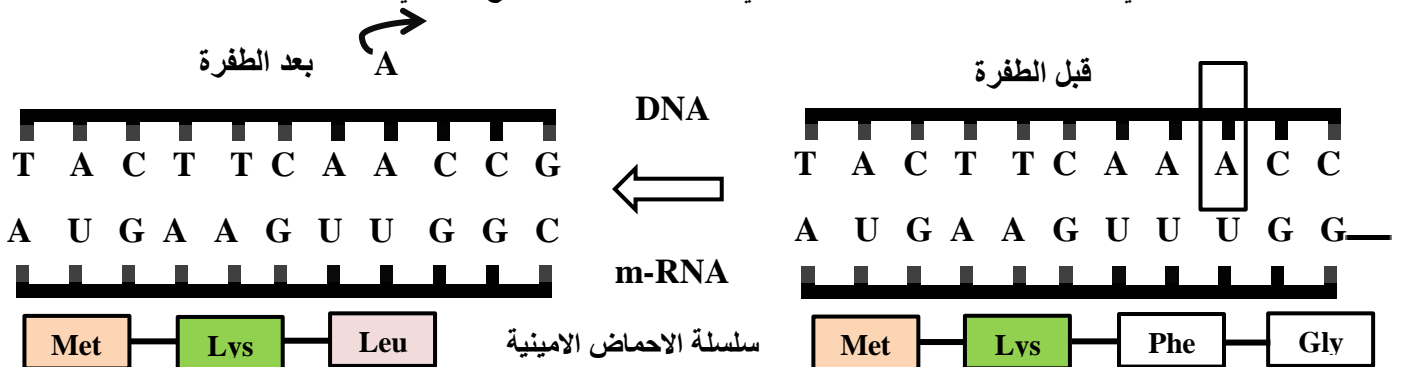 A
بعد الطفرة
قبل الطفرة
DNA
T A C T T C A A C C G
T A C T T C A A A C C
A U G A A G U U G G C
A U G A A G U U U G G
m-RNA
Met Lys Leu
سلسلة الاحماض الامينية
Met Lys Phe Gly